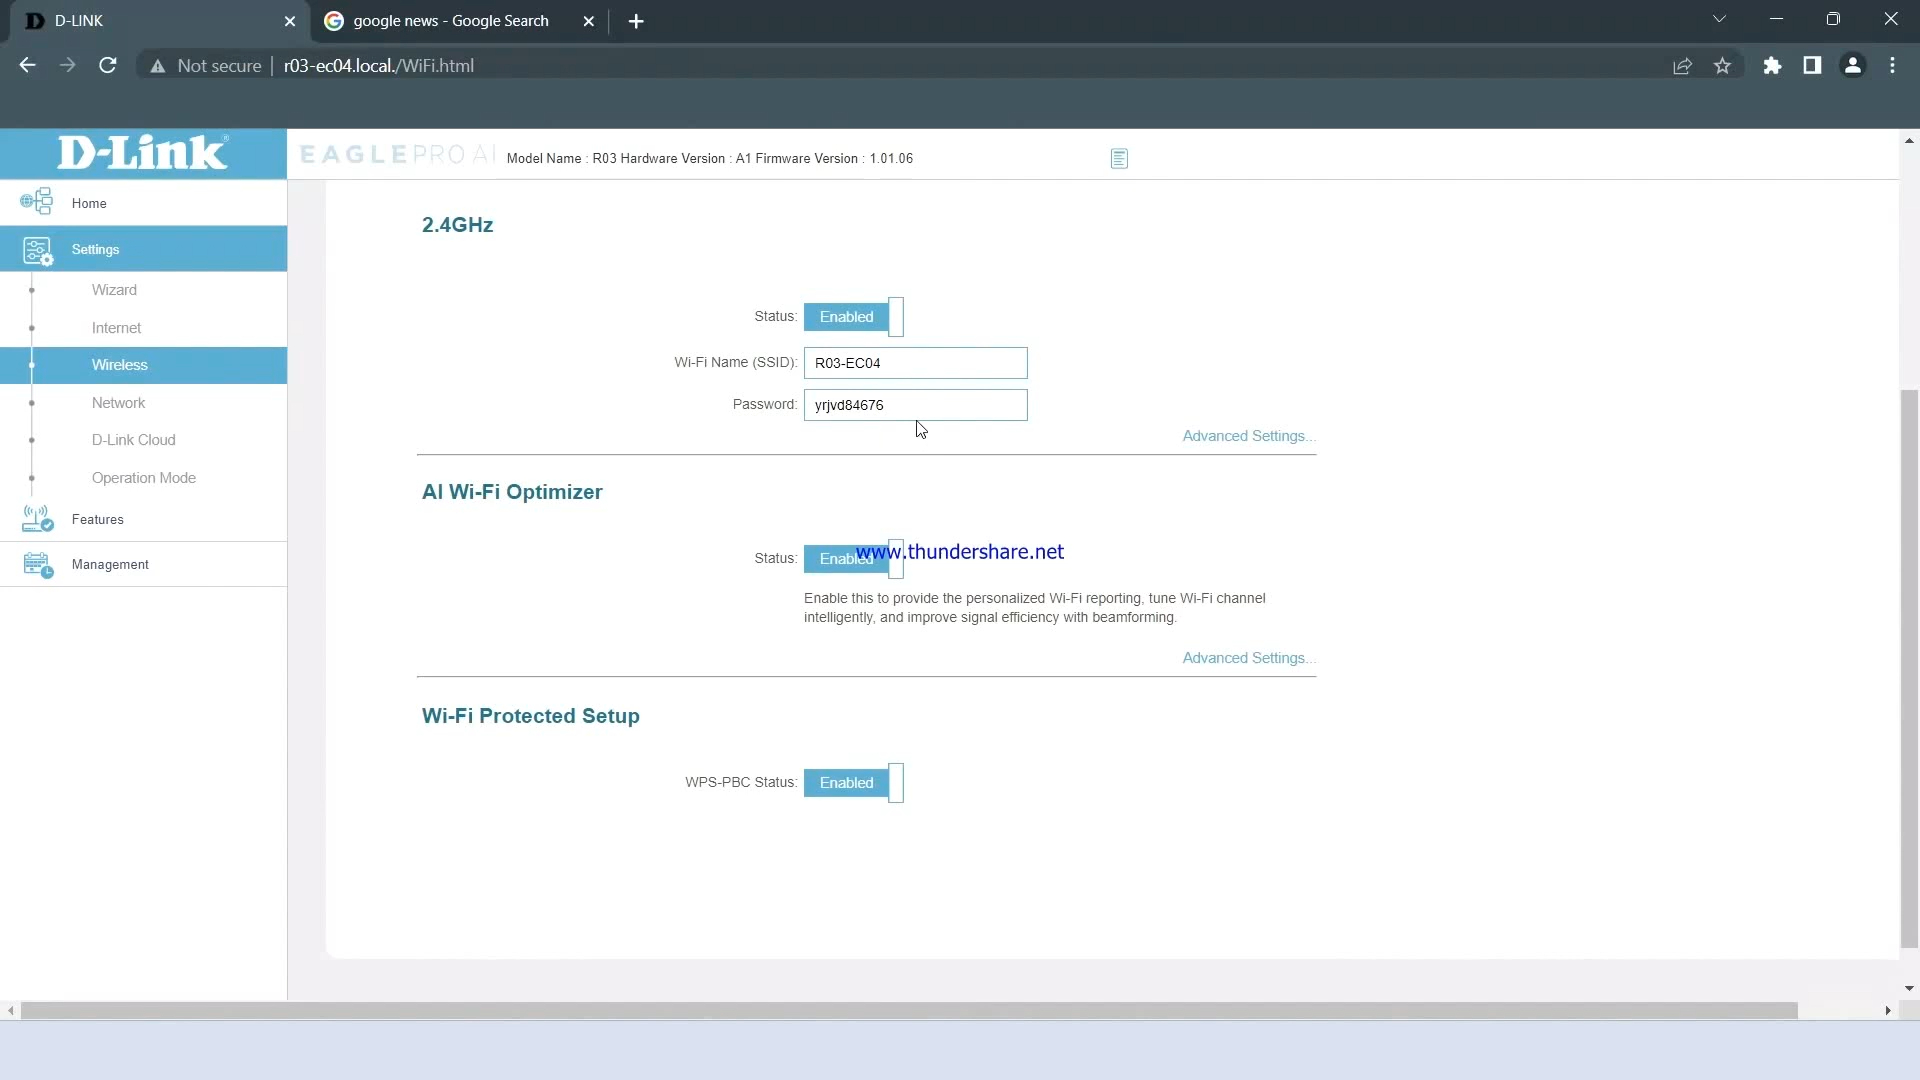 D-LINK
google news - Google Search
Not secure
r03-ec04.local./WiFi.html
D-Link
EAGLE PRO AI
Model Name : R03 Hardware Version : A1 Firmware Version : 1.01.06
Home
Settings
Wizard
Internet
Wireless
Network
D-Link Cloud
Operation Mode
Features
Management
2.4GHz
Status: Enabled
Wi-Fi Name (SSID): R03-EC04
Password: yrjvd84676
Advanced Settings...
AI Wi-Fi Optimizer
Status: Enabled
www.thundershare.net
Enable this to provide the personalized Wi-Fi reporting, tune Wi-Fi channel
intelligently, and improve signal efficiency with beamforming.
Advanced Settings...
Wi-Fi Protected Setup
WPS-PBC Status: Enabled